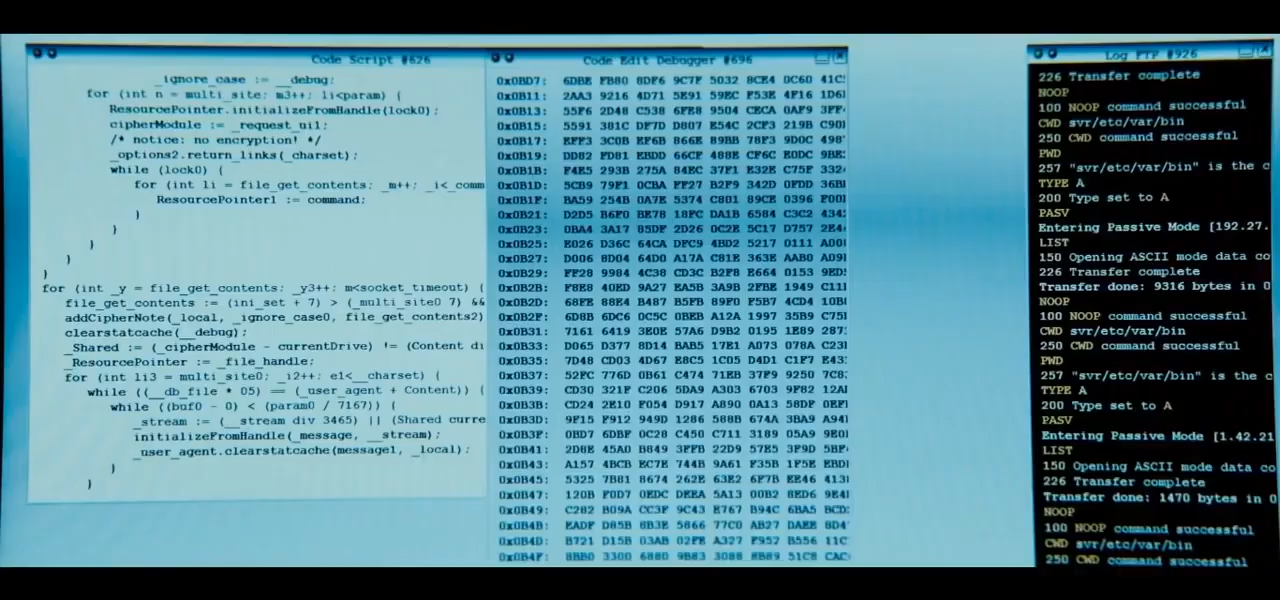 Code Script #626
_ignore_case := __debug;
for (int n = multi_site; m3++; li<param) {
ResourcePointer.initializeFromHandle(lock0);
cipherModule := _request_uil;
/* notice: no encryption! */
_options2.return_links(_charset);
while (lock0) {
for (int li = file_get_contents; _m++; _i<_comm
ResourcePointer1 := command;
}
}
}
}
}
for (int _y = file_get_contents; _y3++; m<socket_timeout) {
file_get_contents := (ini_set + 7) > (_multi_site0 7) &&
addCipherNote(_local, _ignore_case0, file_get_contents2)
clearstatcache(__debug);
_Shared := (_cipherModule - currentDrive) != (Content di
_ResourcePointer := _file_handle;
for (int li3 = multi_site0; _i2++; e1<__charset) {
while ((__db_file * 05) == (_user_agent + Content)) {
while ((buf0 - 0) < (param0 / 7167)) {
_stream := (__stream div 3465) || (Shared curre
initializeFromHandle(_message, __stream);
_user_agent.clearstatcache(message1, _local);
}
}
Code Edit Debugger #696
0x0BD7: 6DBE FB80 8DF6 9C7F 5032 8CE4 0C60
0x0B11: 2AA3 9216 4D71 5E91 59EC F53E 4F16
0x0B13: 55F6 2D48 C538 6FE8 9504 CECA 0AF9
0x0B15: 5591 381C DF7D D807 E54C 2CF3 219B
0x0B17: EFF3 3C0B EF6B 866E 89BB 78F3 9D0C
0x0B19: DD82 FD81 EBDD 66CF 488E CF6C E0DC
0x0B1B: F4E5 293B 275A 84EC 37F1 E32E C75F
0x0B1D: 5CB9 79F1 0CBA FF27 B2F9 342D 0FDD
0x0B1F: BA59 254B 0A7E 5374 C801 89CE 0396
0x0B21: D2D5 B6F0 BE78 18FC DA1B 6584 C3C2
0x0B23: 0BA4 3A17 85DF 2D26 0C2E 5C17 D757
0x0B25: E026 D36C 64CA DFC9 4BD2 5217 0111
0x0B27: D006 8D04 64D0 A17A C81E 363E AAB0
0x0B29: FF28 9984 4C38 CD3C B2F8 E664 0153
0x0B2B: F8E8 40ED 9A27 EA5B 3A9B 2FBE 1949
0x0B2D: 68FE 88E4 B487 B5FB 89F0 F5B7 4CD4
0x0B2F: 6D8B 6DC6 0C5C 0BEB A12A 1997 35B9
0x0B31: 7161 6419 3E0E 57A6 D9B2 0195 1E89
0x0B33: D065 D377 8D14 BAB5 17E1 A073 078A
0x0B35: 7D48 CD03 4D67 E8C5 1C05 D4D1 C1F7
0x0B37: 52FC 776D 0B61 C474 71EB 37F9 9250
0x0B39: CD30 321F C206 5DA9 A303 6703 9F82
0x0B3B: CD24 2E10 F054 D917 A890 0A13 58DF
0x0B3D: 9F15 F912 949D 1286 588B 674A 3BA9
0x0B3F: 0BD7 6DBF 0C28 C450 C711 3189 05A9
0x0B41: 2D8E 45A0 B849 3FFB 22D9 57E5 3F9D
0x0B43: A157 4BCB EC7E 744B 9A61 F35B 1F5E
0x0B45: 5325 7B81 8674 262E 63E2 6F7B EE46
0x0B47: 120B F0D7 0EDC DEEA 5A13 00B2 8ED6
0x0B49: C282 B09A CC3F 9C43 E767 B94C 6BA5
0x0B4B: EADF D85B 8B3E 5866 77C0 AB27 DAEE
0x0B4D: B721 D15B 03AB 02FE A327 F952 B556
0x0B4F: 8BB0 3300 6880 9B83 3088 8B89 51C8
Log FTP #926
226 Transfer complete
NOOP
100 NOOP command successful
CWD svr/etc/var/bin
250 CWD command successful
PWD
257 "svr/etc/var/bin" is the c
TYPE A
200 Type set to A
PASV
Entering Passive Mode [192.27.
LIST
150 Opening ASCII mode data co
226 Transfer complete
Transfer done: 9316 bytes in 0
NOOP
100 NOOP command successful
CWD svr/etc/var/bin
250 CWD command successful
PWD
257 "svr/etc/var/bin" is the c
TYPE A
200 Type set to A
PASV
Entering Passive Mode [1.42.21
LIST
150 Opening ASCII mode data co
226 Transfer complete
Transfer done: 1470 bytes in 0
NOOP
100 NOOP command successful
CWD svr/etc/var/bin
250 CWD command successful